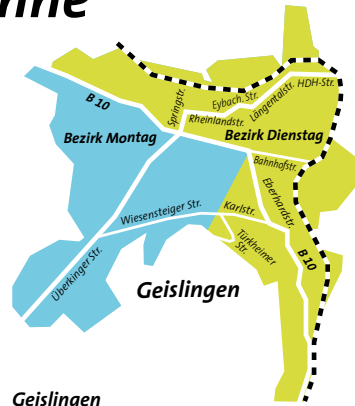 B 10
Springstr.
Eybach. Str.
Langentalstr.
HDH-Str.
Rheinlandstr.
Bezirk Montag
Bezirk Dienstag
Bahnhofstr.
Eberhardstr.
Wiesensteiger Str.
Karlstr.
Türkheimer
Str.
B 10
Überkinger Str.
Geislingen
Geislingen